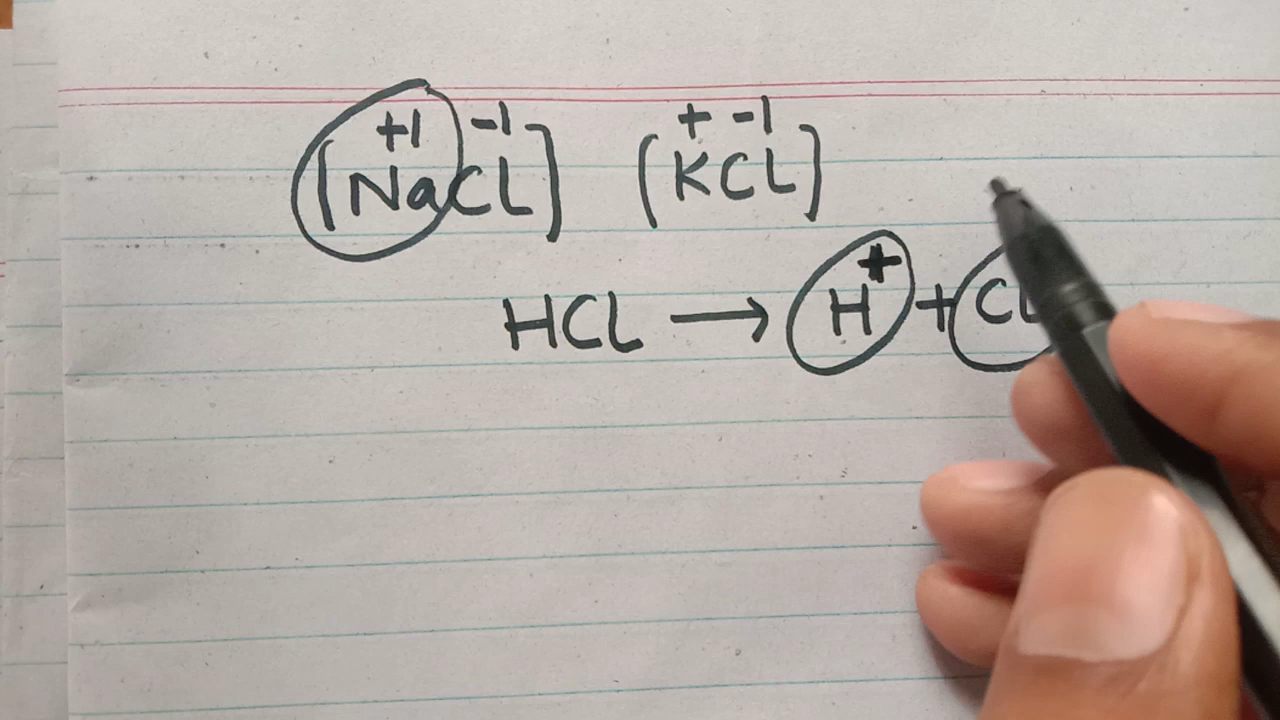 +1 -1 + -1
[NaCl] [KCl]
HCl → H⁺ + Cl